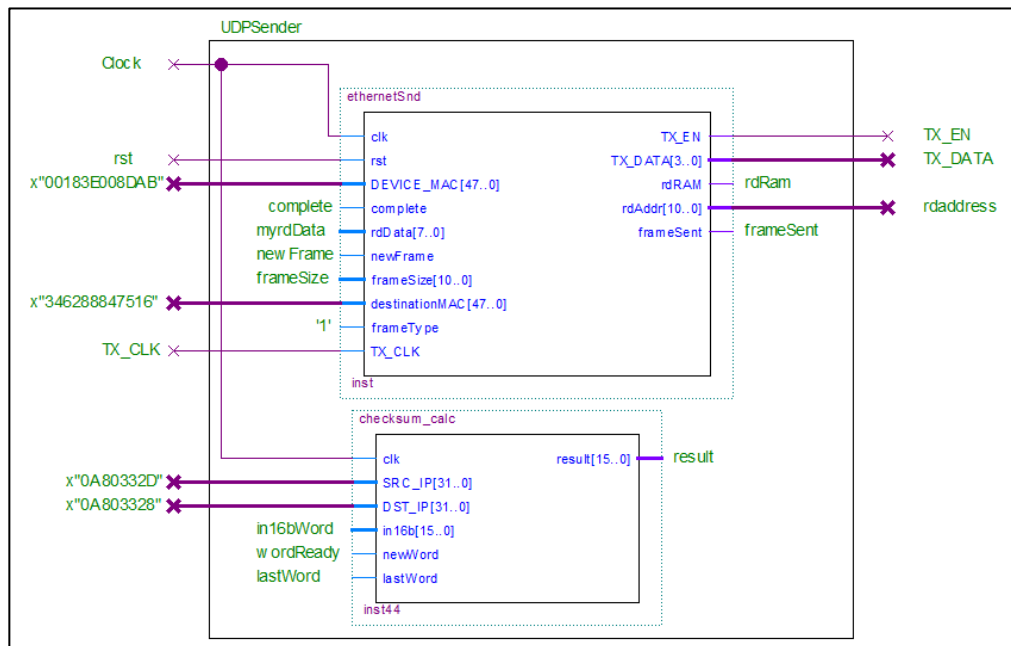 UDPSender
Clock
ethernetSnd
clk TX_EN TX_EN
rst rst TX_DATA[3..0] TX_DATA
x"00183E008DAB" DEVICE_MAC[47..0] rdRAM rdRam
complete complete rdAddr[10..0] rdaddress
myrdData rdData[7..0] frameSent frameSent
new Frame newFrame
frameSize frameSize[10..0]
x"346288847516" destinationMAC[47..0]
'1' frameType
TX_CLK TX_CLK
inst
checksum_calc
clk result[15..0] result
x"0A80332D" SRC_IP[31..0]
x"0A803328" DST_IP[31..0]
in16bWord in16b[15..0]
w ordReady newWord
lastWord lastWord
inst44